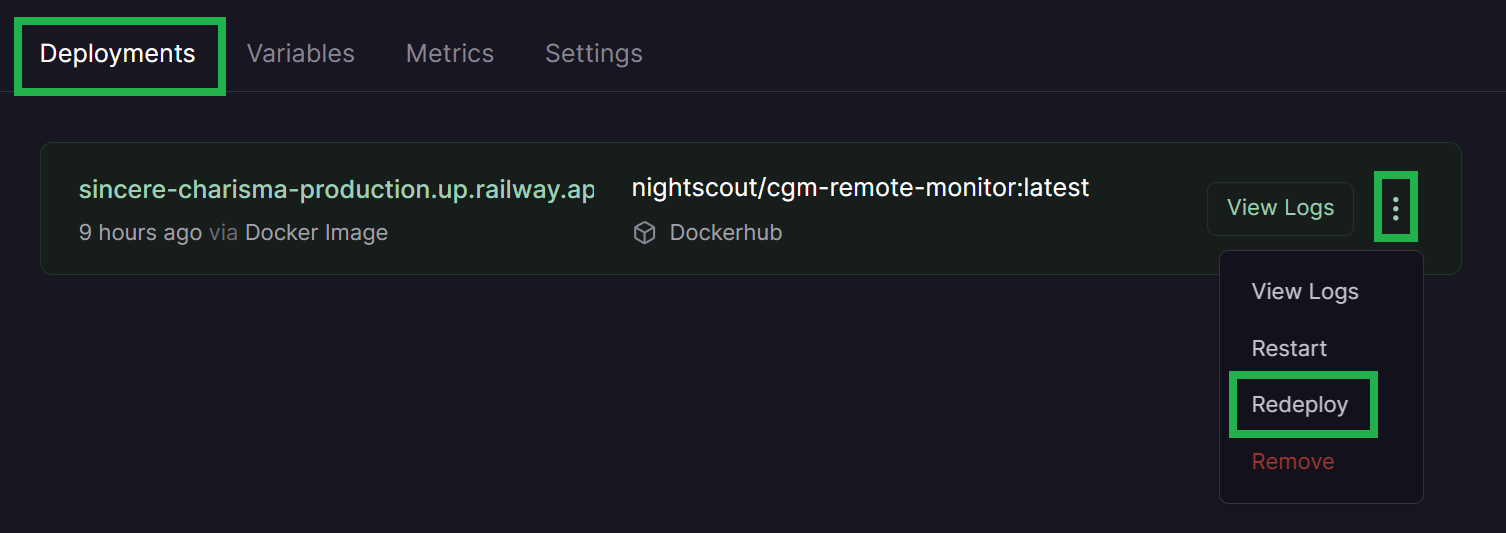 Deployments Variables Metrics Settings
sincere-charisma-production.up.railway.ap nightscout/cgm-remote-monitor:latest
View Logs
9 hours ago via Docker Image Dockerhub
View Logs
Restart
Redeploy
Remove